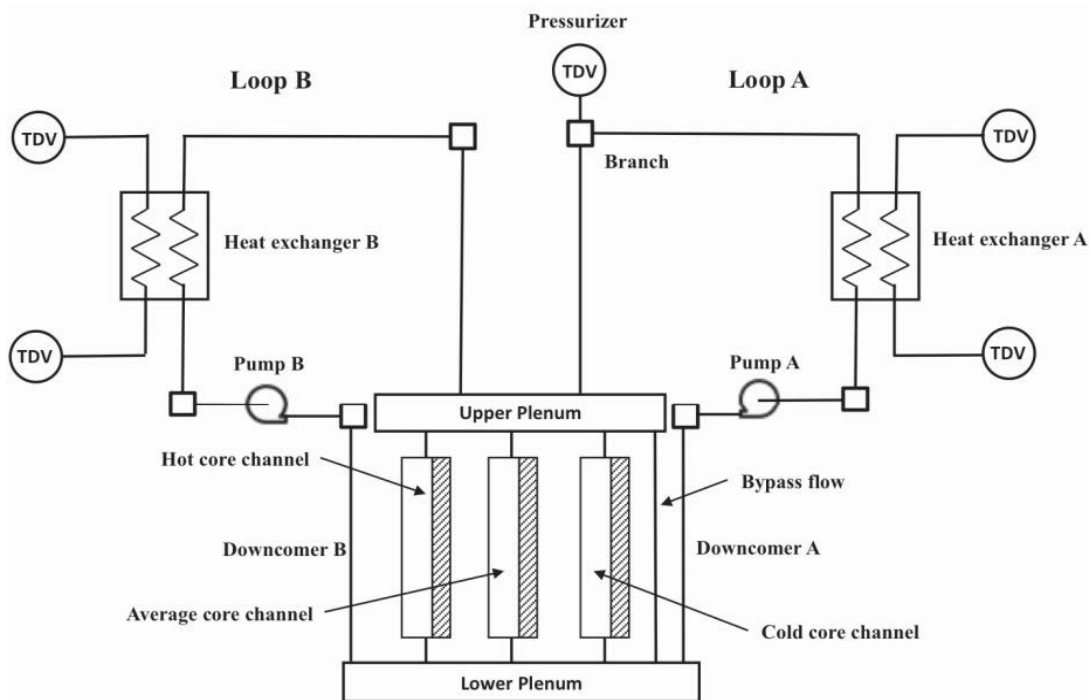 Pressurizer
TDV
Loop B
Loop A
TDV
TDV
Branch
Heat exchanger B
Heat exchanger A
TDV
TDV
Pump B
Pump A
Upper Plenum
Hot core channel
Bypass flow
Downcomer B
Downcomer A
Average core channel
Cold core channel
Lower Plenum